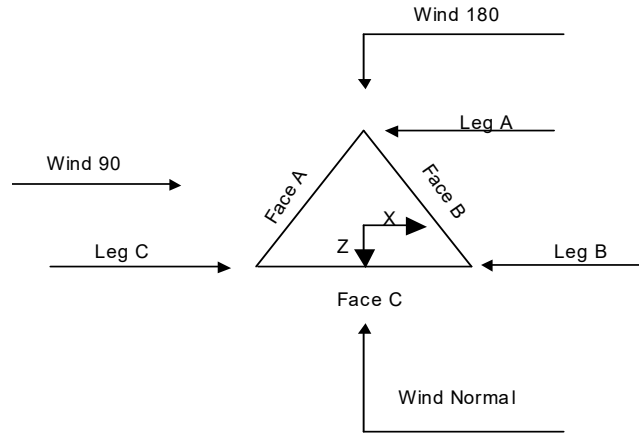 Wind 180
Leg A
Wind 90
Face A
Face B
X
Z
Leg C
Leg B
Face C
Wind Normal